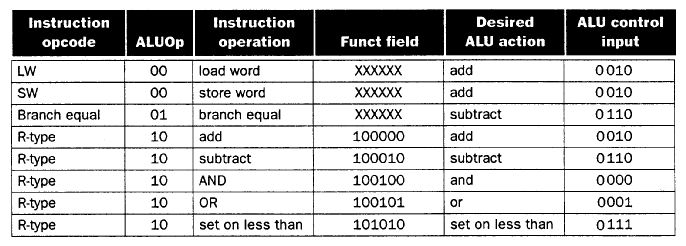 Instruction opcode ALUOp Instruction operation Funct field Desired ALU action ALU control input
LW 00 load word XXXXXX add 0010
SW 00 store word XXXXXX add 0010
Branch equal 01 branch equal XXXXXX subtract 0110
R-type 10 add 100000 add 0010
R-type 10 subtract 100010 subtract 0110
R-type 10 AND 100100 and 0000
R-type 10 OR 100101 or 0001
R-type 10 set on less than 101010 set on less than 0111